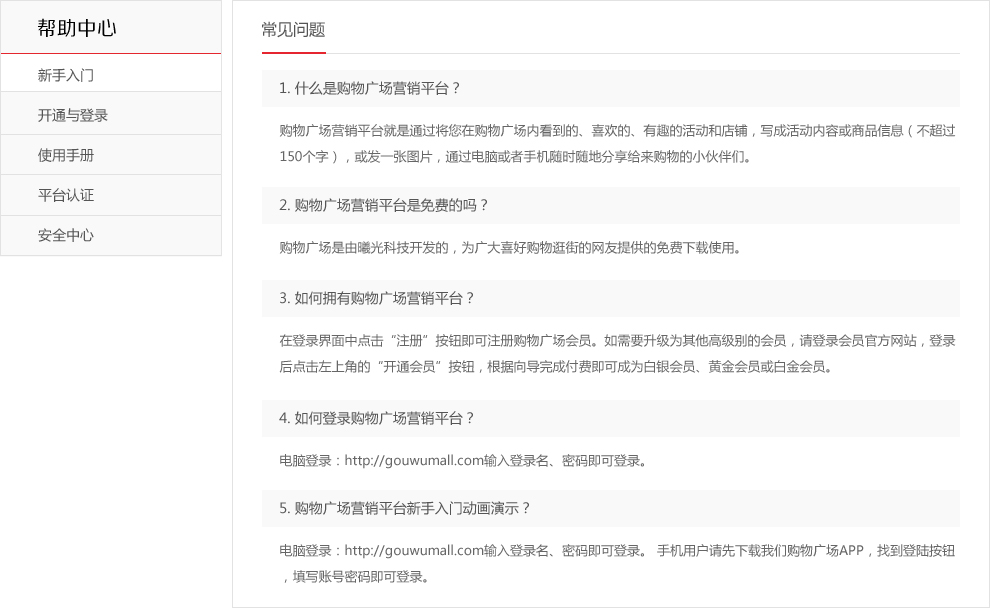 帮助中心
新手入门
开通与登录
使用手册
平台认证
安全中心
常见问题
1. 什么是购物广场营销平台？
购物广场营销平台就是通过将您在购物广场内看到的、喜欢的、有趣的活动和店铺，写成活动内容或商品信息（不超过
150个字），或发一张图片，通过电脑或者手机随时随地分享给来购物的小伙伴们。
2. 购物广场营销平台是免费的吗？
购物广场是由曦光科技开发的，为广大喜好购物逛街的网友提供的免费下载使用。
3. 如何拥有购物广场营销平台？
在登录界面中点击“注册”按钮即可注册购物广场会员。如需要升级为其他高级别的会员，请登录会员官方网站，登录
后点击左上角的“开通会员”按钮，根据向导完成付费即可成为白银会员、黄金会员或白金会员。
4. 如何登录购物广场营销平台？
电脑登录：http://gouwumall.com输入登录名、密码即可登录。
5. 购物广场营销平台新手入门动画演示？
电脑登录：http://gouwumall.com输入登录名、密码即可登录。 手机用户请先下载我们购物广场APP，找到登陆按钮
，填写账号密码即可登录。